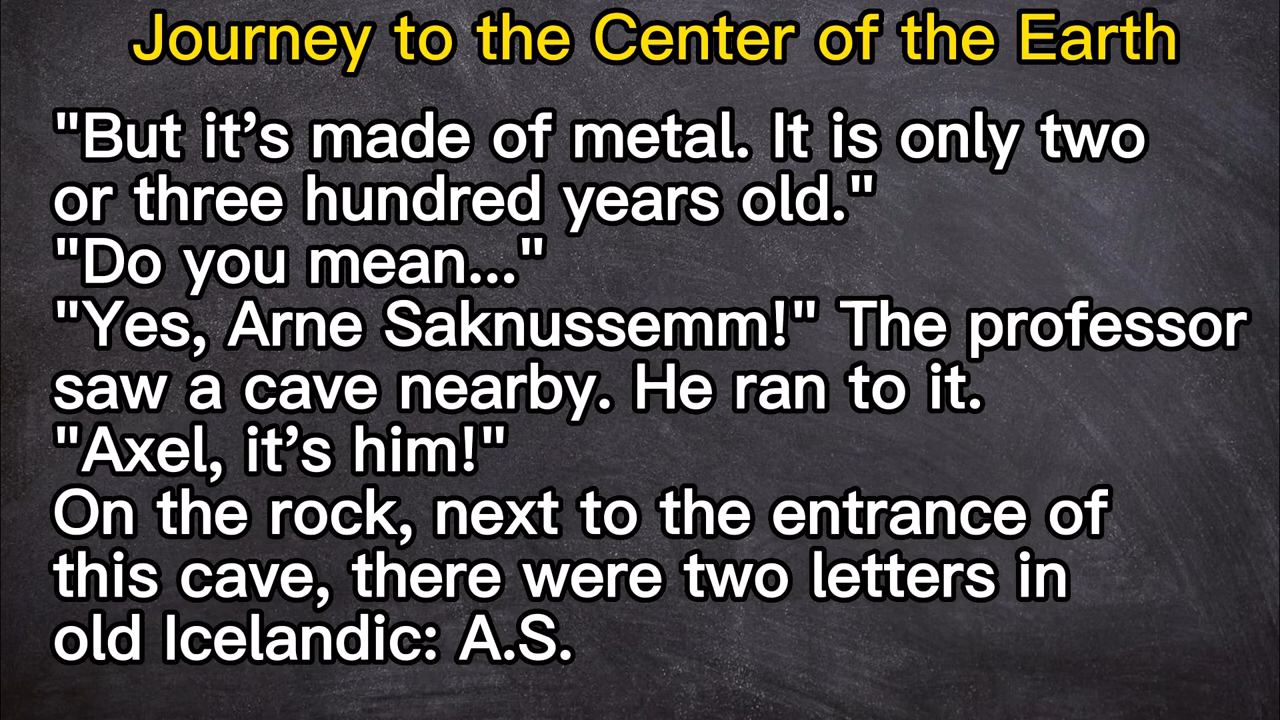 Journey to the Center of the Earth
"But it’s made of metal. It is only two
or three hundred years old."
"Do you mean..."
"Yes, Arne Saknussemm!" The professor
saw a cave nearby. He ran to it.
"Axel, it’s him!"
On the rock, next to the entrance of
this cave, there were two letters in
old Icelandic: A.S.